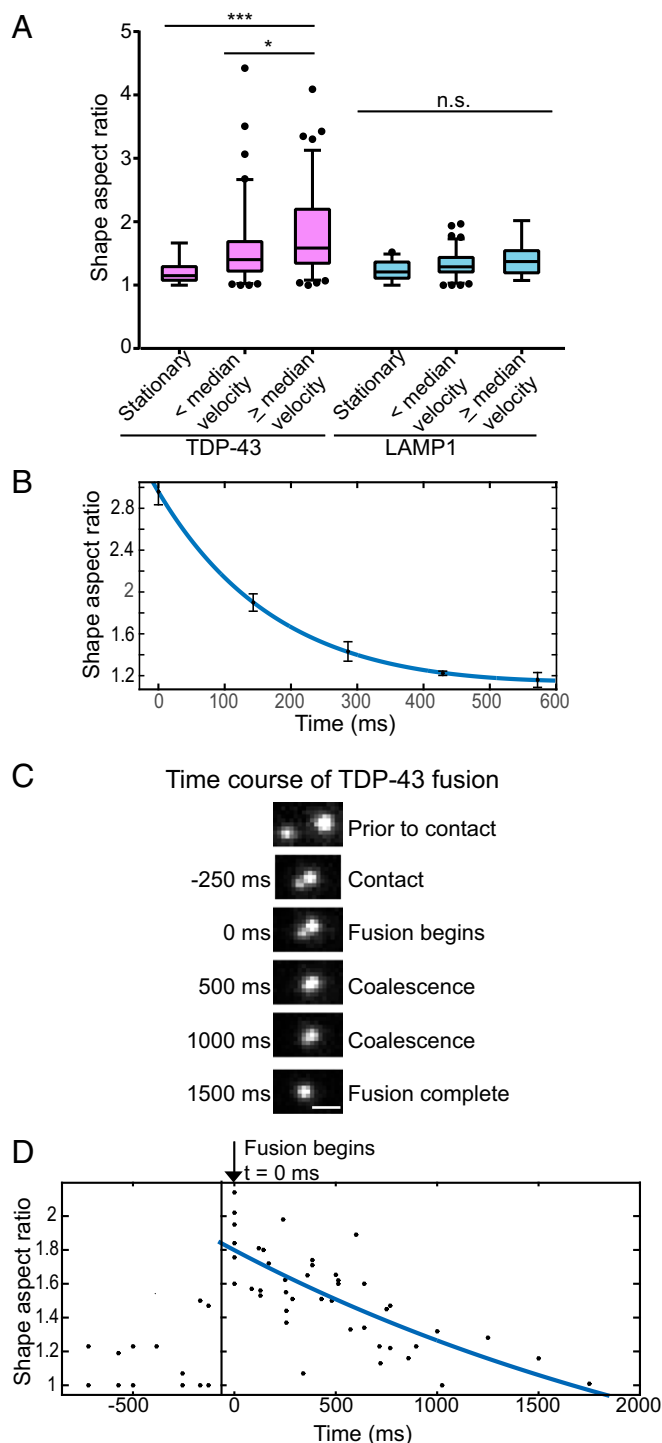 A
***
*
n.s.
5
4
3
2
1
0
Shape aspect ratio
Stationary
< median velocity
≥ median velocity
Stationary
< median velocity
≥ median velocity
TDP-43
LAMP1
B
2.8
2.4
2
1.6
1.2
Shape aspect ratio
0 100 200 300 400 500 600
Time (ms)
C
Time course of TDP-43 fusion
Prior to contact
-250 ms Contact
0 ms Fusion begins
500 ms Coalescence
1000 ms Coalescence
1500 ms Fusion complete
D
Fusion begins
t = 0 ms
2
1.8
1.6
1.4
1.2
1
Shape aspect ratio
-500 0 500 1000 1500 2000
Time (ms)